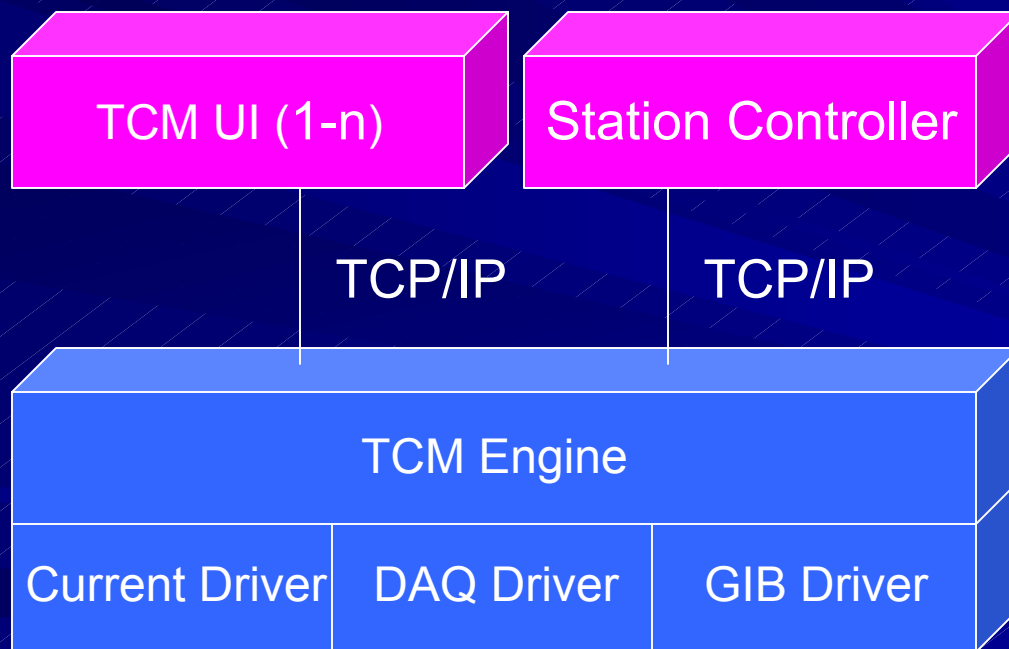 TCM UI (1-n)
Station Controller
TCP/IP
TCP/IP
TCM Engine
Current Driver
DAQ Driver
GIB Driver